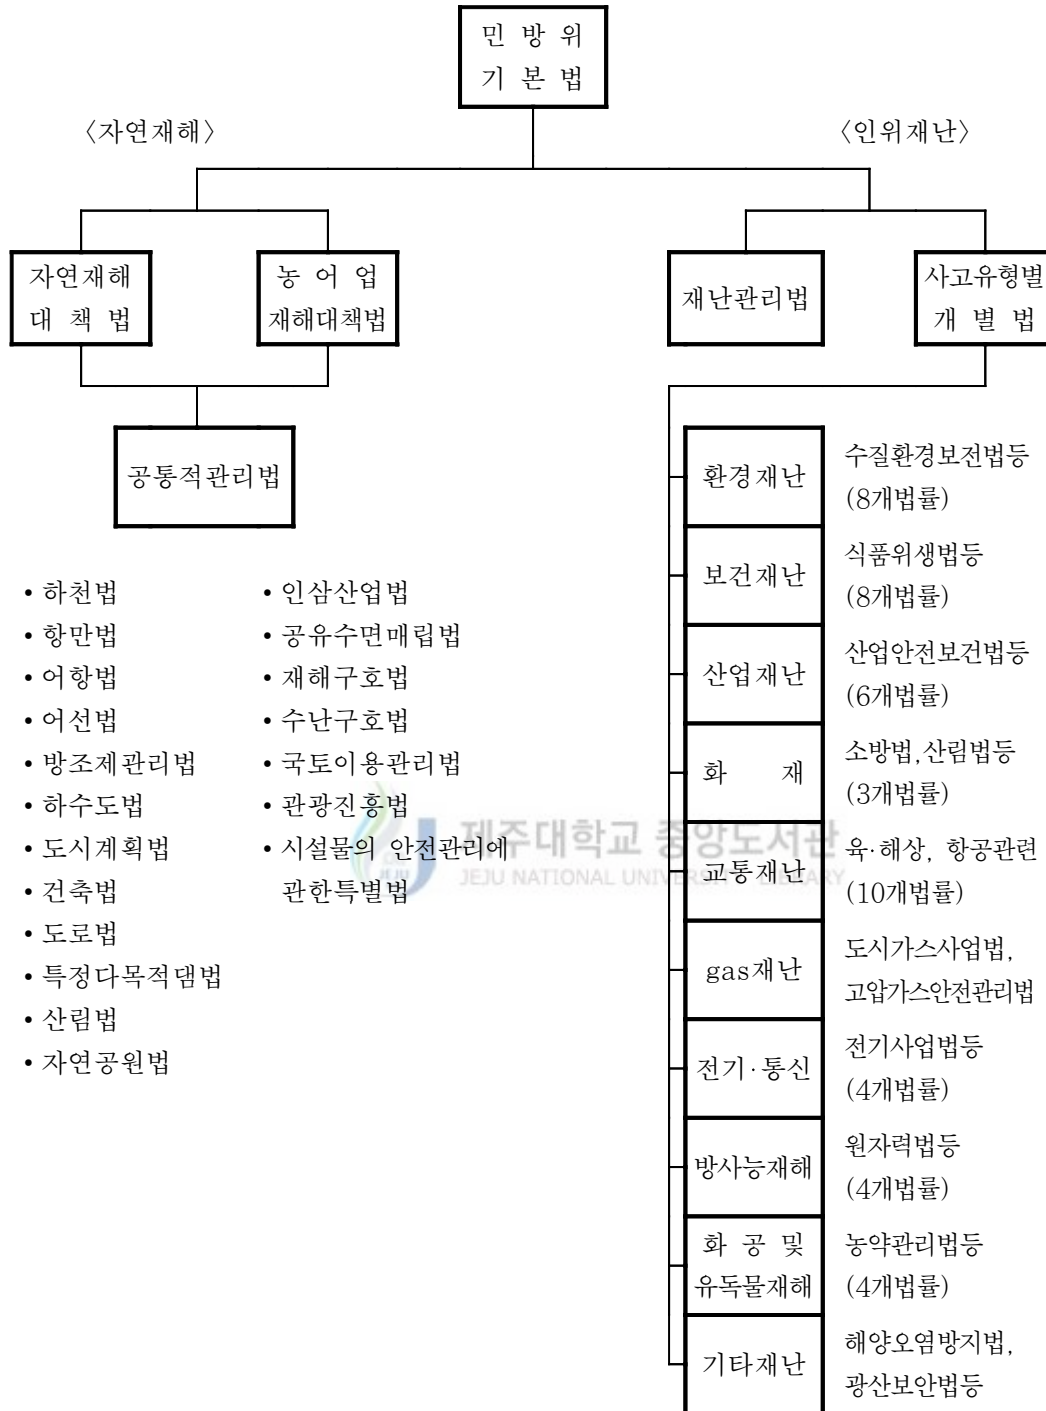 민 방 위
기 본 법
〈자연재해〉
〈인위재난〉
자연재해
대 책 법
농 어 업
재해대책법
재난관리법
사고유형별
개 별 법
공통적관리법
• 하천법
• 항만법
• 어항법
• 어선법
• 방조제관리법
• 하수도법
• 도시계획법
• 건축법
• 도로법
• 특정다목적댐법
• 산림법
• 자연공원법
• 인삼산업법
• 공유수면매립법
• 재해구호법
• 수난구호법
• 국토이용관리법
• 관광진흥법
• 시설물의 안전관리에
관한특별법
환경재난
수질환경보전법등
(8개법률)
보건재난
식품위생법등
(8개법률)
산업재난
산업안전보건법등
(6개법률)
화 재
소방법,산림법등
(3개법률)
교통재난
육·해상, 항공관련
(10개법률)
gas재난
도시가스사업법,
고압가스안전관리법
전기·통신
전기사업법등
(4개법률)
방사능재해
원자력법등
(4개법률)
화 공 및
유독물재해
농약관리법등
(4개법률)
기타재난
해양오염방지법,
광산보안법등
제주대학교 중앙도서관
JEJU NATIONAL UNIVERSITY LIBRARY
JEJU